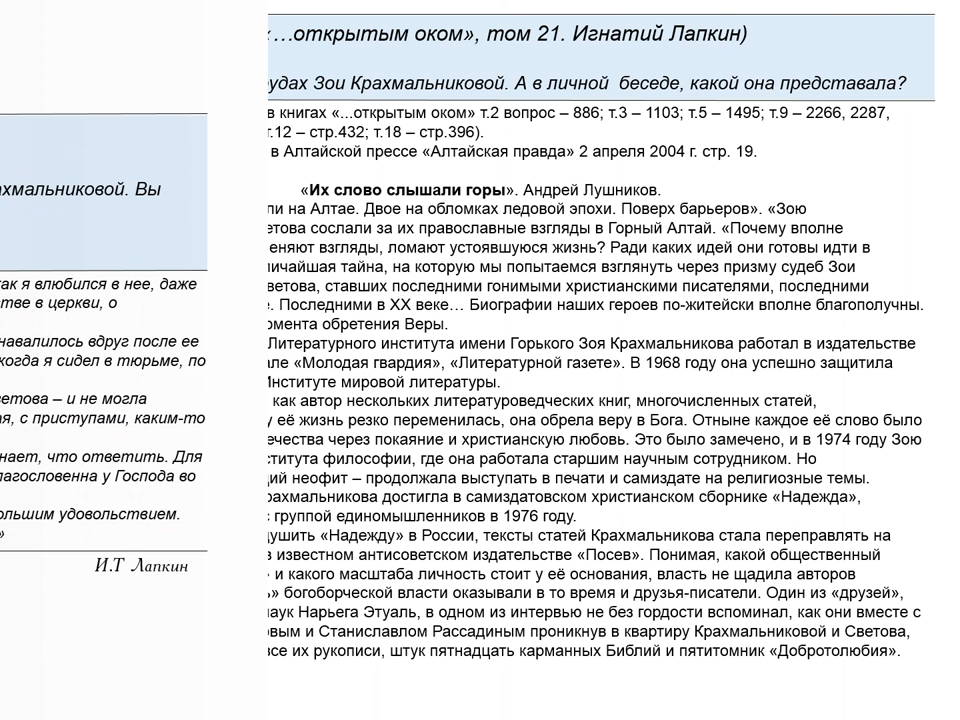 ахмальниковой. Вы
как я влюбился в нее, даже
стве в церкви, о
навалилось вдруг после ее
когда я сидел в тюрьме, по
ветова – и не могла
ая, с приступами, каким-то
нает, что ответить. Для
лагословенна у Господа во
ольшим удовольствием.
»
И.Т Лапкин
«…открытым оком», том 21. Игнатий Лапкин)
рудах Зои Крахмальниковой. А в личной беседе, какой она представала?
в книгах «...открытым оком» т.2 вопрос – 886; т.3 – 1103; т.5 – 1495; т.9 – 2266, 2287,
т.12 – стр.432; т.18 – стр.396).
в Алтайской прессе «Алтайская правда» 2 апреля 2004 г. стр. 19.
«Их слово слышали горы». Андрей Лушников.
ли на Алтае. Двое на обломках ледовой эпохи. Поверх барьеров». «Зою
етова сослали за их православные взгляды в Горный Алтай. «Почему вполне
еняют взгляды, ломают устоявшуюся жизнь? Ради каких идей они готовы идти в
личайшая тайна, на которую мы попытаемся взглянуть через призму судеб Зои
ветова, ставших последними гонимыми христианскими писателями, последними
е. Последними в XX веке… Биографии наших героев по-житейски вполне благополучны.
омента обретения Веры.
Литературного института имени Горького Зоя Крахмальникова работал в издательстве
але «Молодая гвардия», «Литературной газете». В 1968 году она успешно защитила
Институте мировой литературы.
как автор нескольких литературоведческих книг, многочисленных статей,
у её жизнь резко переменилась, она обрела веру в Бога. Отныне каждое её слово было
ечества через покаяние и христианскую любовь. Это было замечено, и в 1974 году Зою
ститута философии, где она работала старшим научным сотрудником. Но
ций неофит – продолжала выступать в печати и самиздате на религиозные темы.
рахмальникова достигла в самиздатовском христианском сборнике «Надежда»,
с группой единомышленников в 1976 году.
душить «Надежду» в России, тексты статей Крахмальникова стала переправлять на
в известном антисоветском издательстве «Посев». Понимая, какой общественный
» и какого масштаба личность стоит у её основания, власть не щадила авторов
ь» богоборческой власти оказывали в то время и друзья-писатели. Один из «друзей»,
наук Нарьега Этуаль, в одном из интервью не без гордости вспоминал, как они вместе с
овым и Станиславом Рассадиным проникнув в квартиру Крахмальниковой и Светова,
все их рукописи, штук пятнадцать карманных Библий и пятитомник «Добротолюбия».